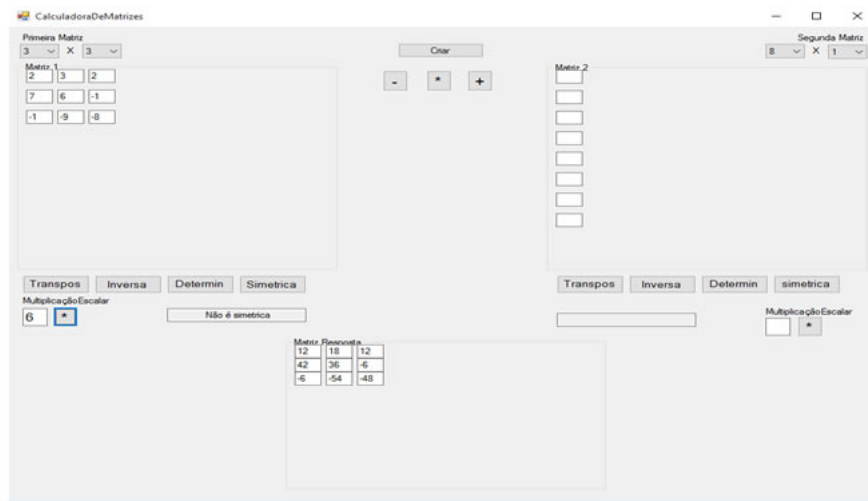 CalculadoraDeMatrizes
Primeira Matriz
3 X 3
Criar
Segunda Matriz
8 X 1
Matriz 1
2 3 2
7 6 -1
-1 -9 -8
- * +
Matriz 2
Transpos Inversa Determin Simetrica
Transpos Inversa Determin simetrica
Multiplicação Escalar
6 *
Não é simetrica
Multiplicação Escalar
*
Matriz Resposta
12 18 12
42 36 -6
-6 -54 -48